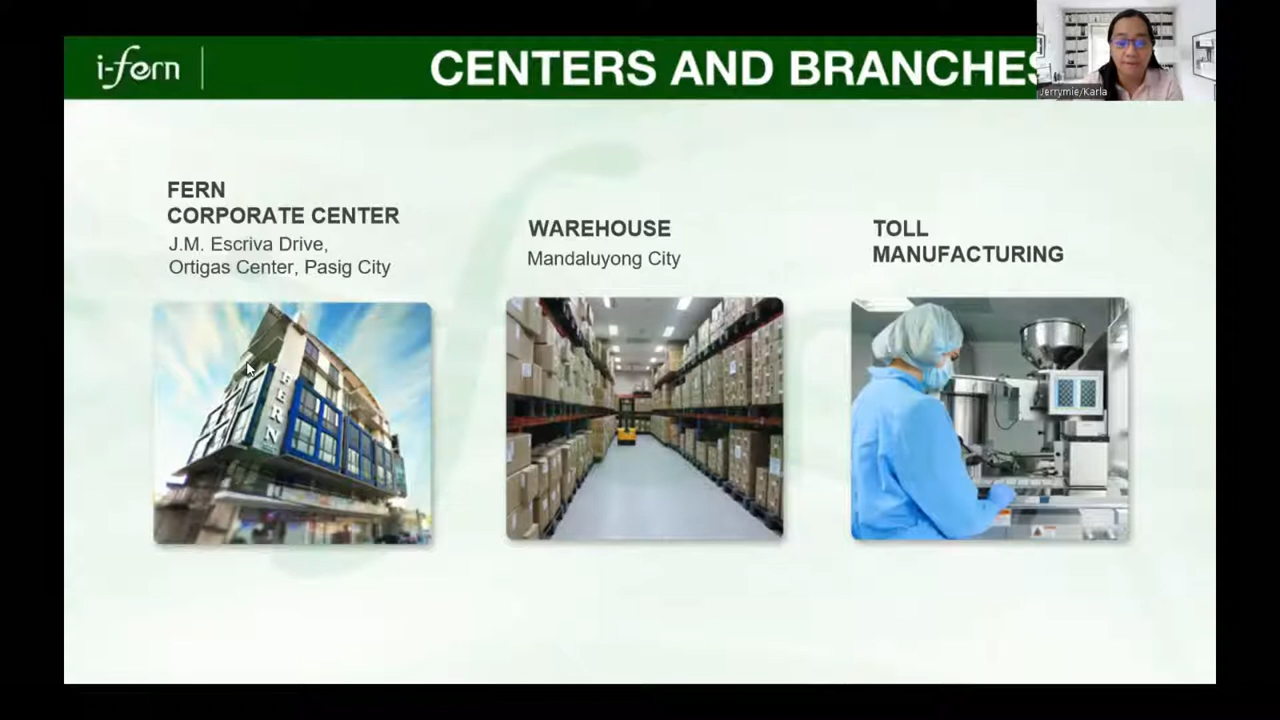 i-fern
CENTERS AND BRANCHES
Jerrymie/Karla
FERN
CORPORATE CENTER
J.M. Escriva Drive,
Ortigas Center, Pasig City
WAREHOUSE
Mandaluyong City
TOLL
MANUFACTURING
FERN